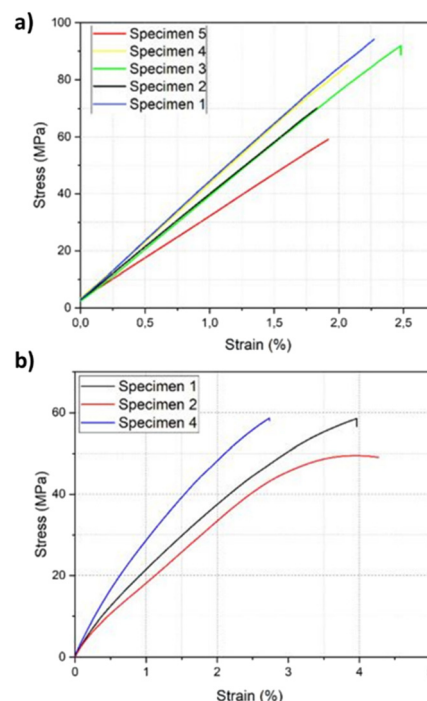 a)
Specimen 5
Specimen 4
Specimen 3
Specimen 2
Specimen 1
100
80
60
40
20
0
Stress (MPa)
0,0 0,5 1,0 1,5 2,0 2,5
Strain (%)
b)
Specimen 1
Specimen 2
Specimen 4
60
40
20
0
Stress (MPa)
0 1 2 3 4
Strain (%)